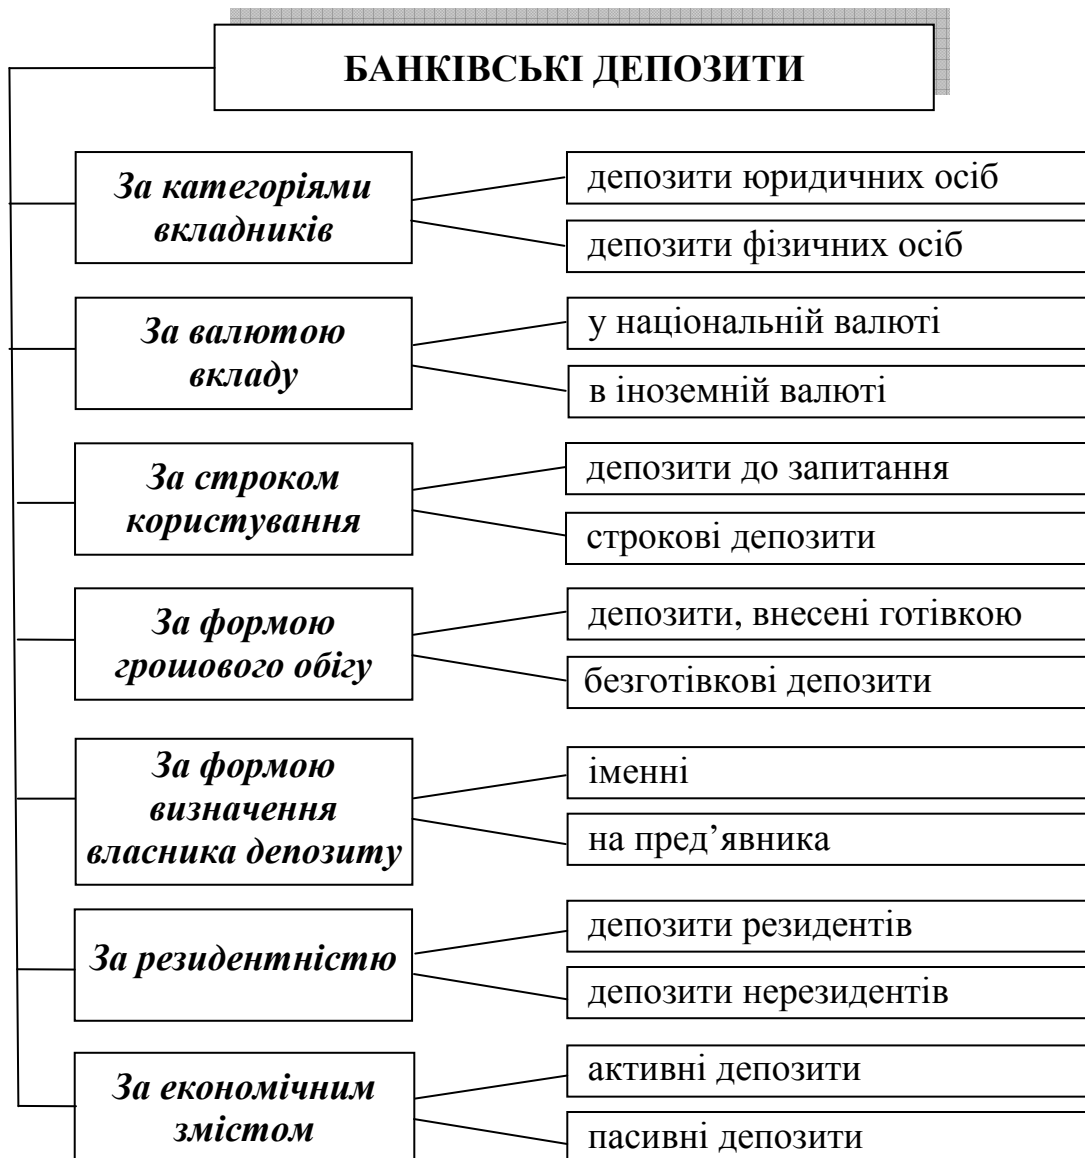 БАНКІВСЬКІ ДЕПОЗИТИ
За категоріями
вкладників
депозити юридичних осіб
депозити фізичних осіб
За валютою
вкладу
у національній валюті
в іноземній валюті
За строком
користування
депозити до запитання
строкові депозити
За формою
грошового обігу
депозити, внесені готівкою
безготівкові депозити
За формою
визначення
власника депозиту
іменні
на пред’явника
За резидентністю
депозити резидентів
депозити нерезидентів
За економічним
змістом
активні депозити
пасивні депозити